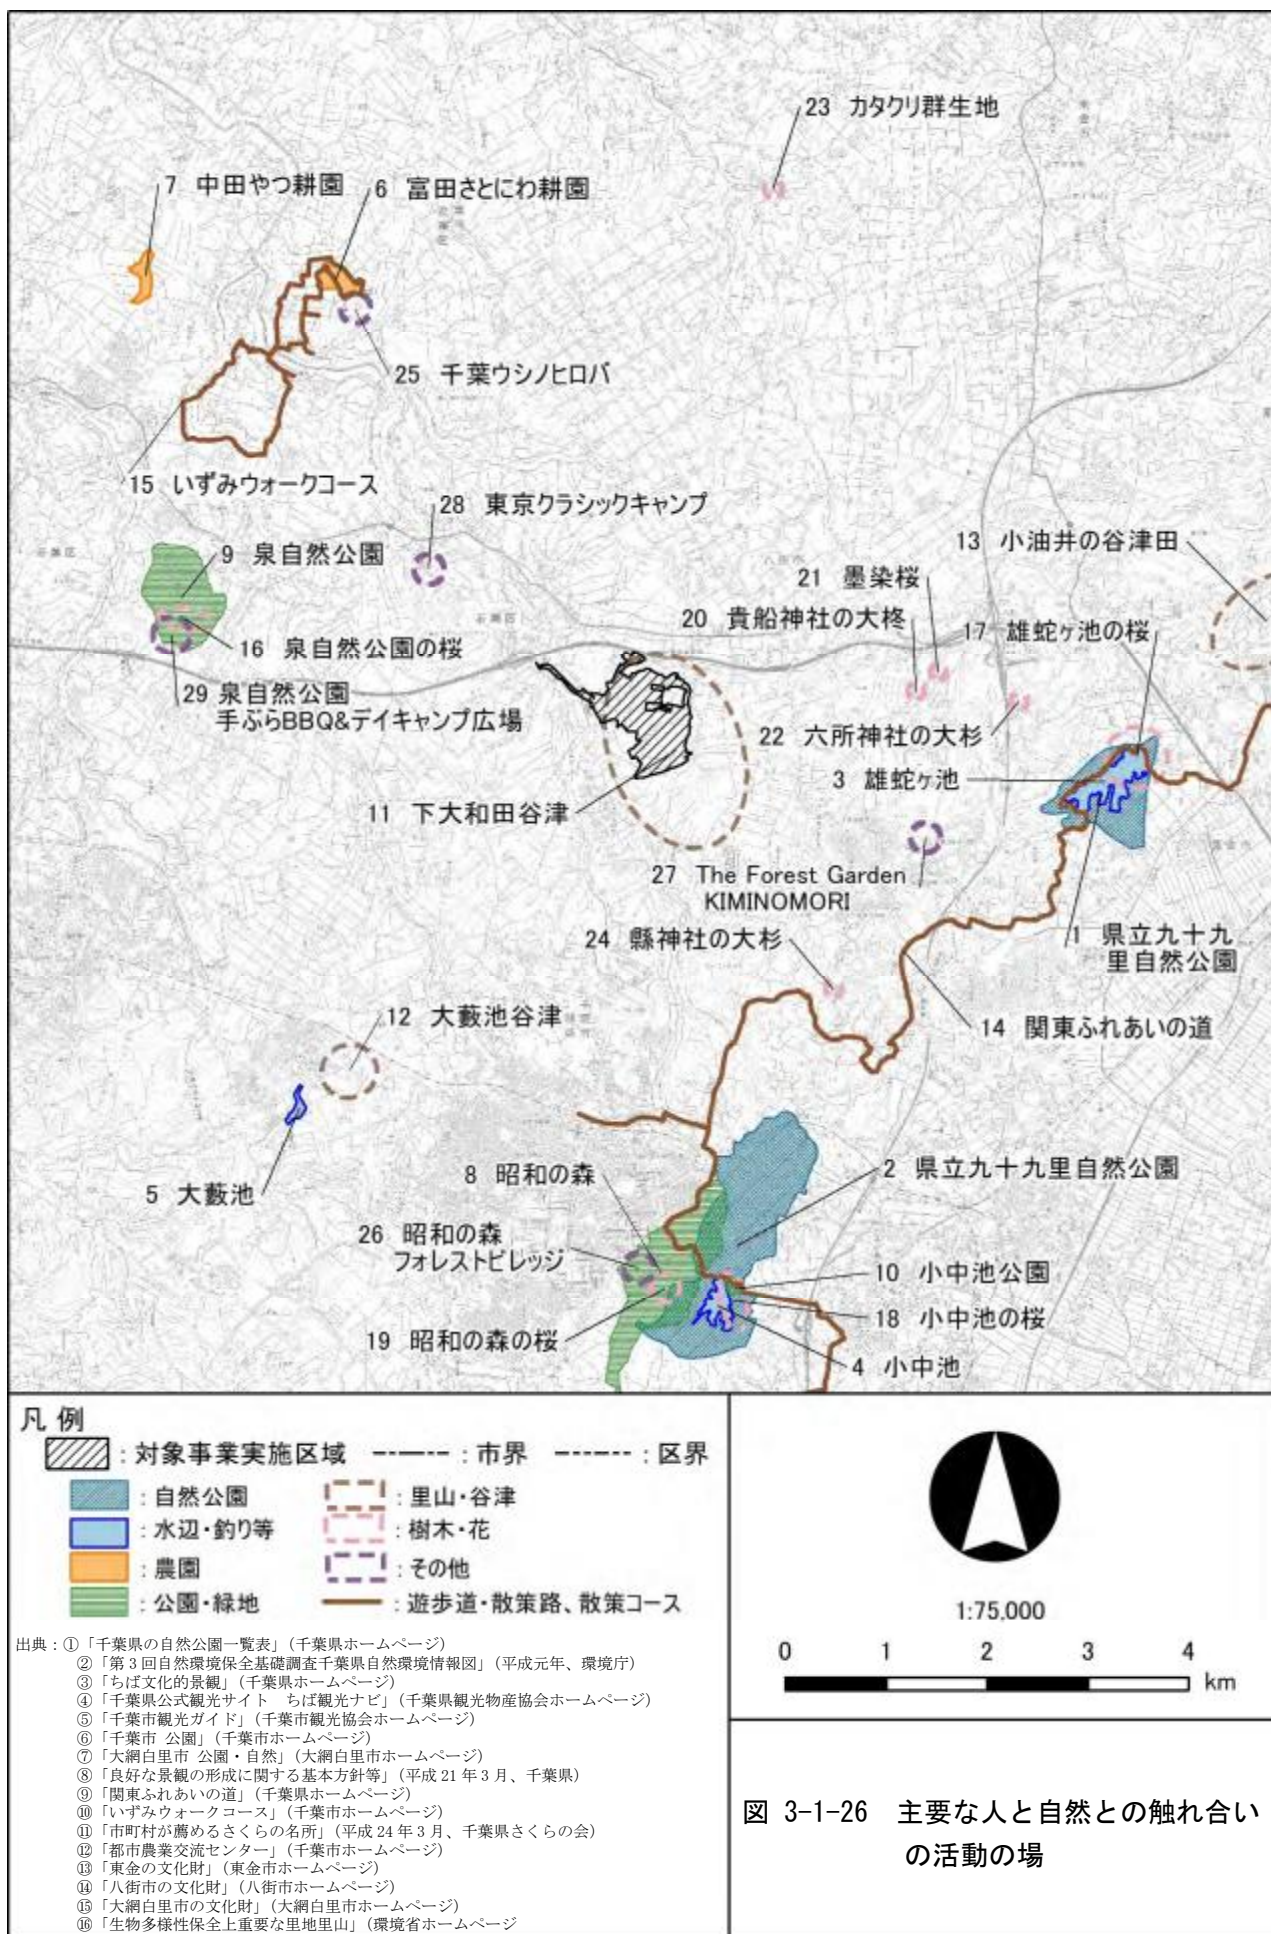 23 カタクリ群生地
7 中田やつ耕園
6 富田さとにわ耕園
25 千葉ウシノヒロバ
15 いずみウォークコース
28 東京クラシックキャンプ
9 泉自然公園
13 小油井の谷津田
21 墨染桜
20 貴船神社の大柊
17 雄蛇ヶ池の桜
16 泉自然公園の桜
29 泉自然公園
手ぶらBBQ&デイキャンプ広場
22 六所神社の大杉
3 雄蛇ヶ池
11 下大和田谷津
27 The Forest Garden
KIMINOMORI
24 縣神社の大杉
1 県立九十九
里自然公園
12 大藪池谷津
14 関東ふれあいの道
8 昭和の森
2 県立九十九里自然公園
5 大藪池
26 昭和の森
フォレストビレッジ
10 小中池公園
18 小中池の桜
19 昭和の森の桜
4 小中池
凡 例
：対象事業実施区域
：市界
：区界
：自然公園
：里山・谷津
：水辺・釣り等
：樹木・花
：農園
：その他
：公園・緑地
：遊歩道・散策路、散策コース
1:75,000
0 1 2 3 4
km
出典：①「千葉県の自然公園一覧表」（千葉県ホームページ）
②「第３回自然環境保全基礎調査千葉県自然環境情報図」（平成元年、環境庁）
③「ちば文化的景観」（千葉県ホームページ）
④「千葉県公式観光サイト　ちば観光ナビ」（千葉県観光物産協会ホームページ）
⑤「千葉市観光ガイド」（千葉市観光協会ホームページ）
⑥「千葉市 公園」（千葉市ホームページ）
⑦「大網白里市 公園・自然」（大網白里市ホームページ）
⑧「良好な景観の形成に関する基本方針等」（平成 21 年３月、千葉県）
⑨「関東ふれあいの道」（千葉県ホームページ）
⑩「いずみウォークコース」（千葉市ホームページ）
⑪「市町村が薦めるさくらの名所」（平成 24 年３月、千葉県さくらの会）
⑫「都市農業交流センター」（千葉市ホームページ）
⑬「東金の文化財」（東金市ホームページ）
⑭「八街市の文化財」（八街市ホームページ）
⑮「大網白里市の文化財」（大網白里市ホームページ）
⑯「生物多様性保全上重要な里地里山」（環境省ホームページ
図 3-1-26　主要な人と自然との触れ合い
の活動の場